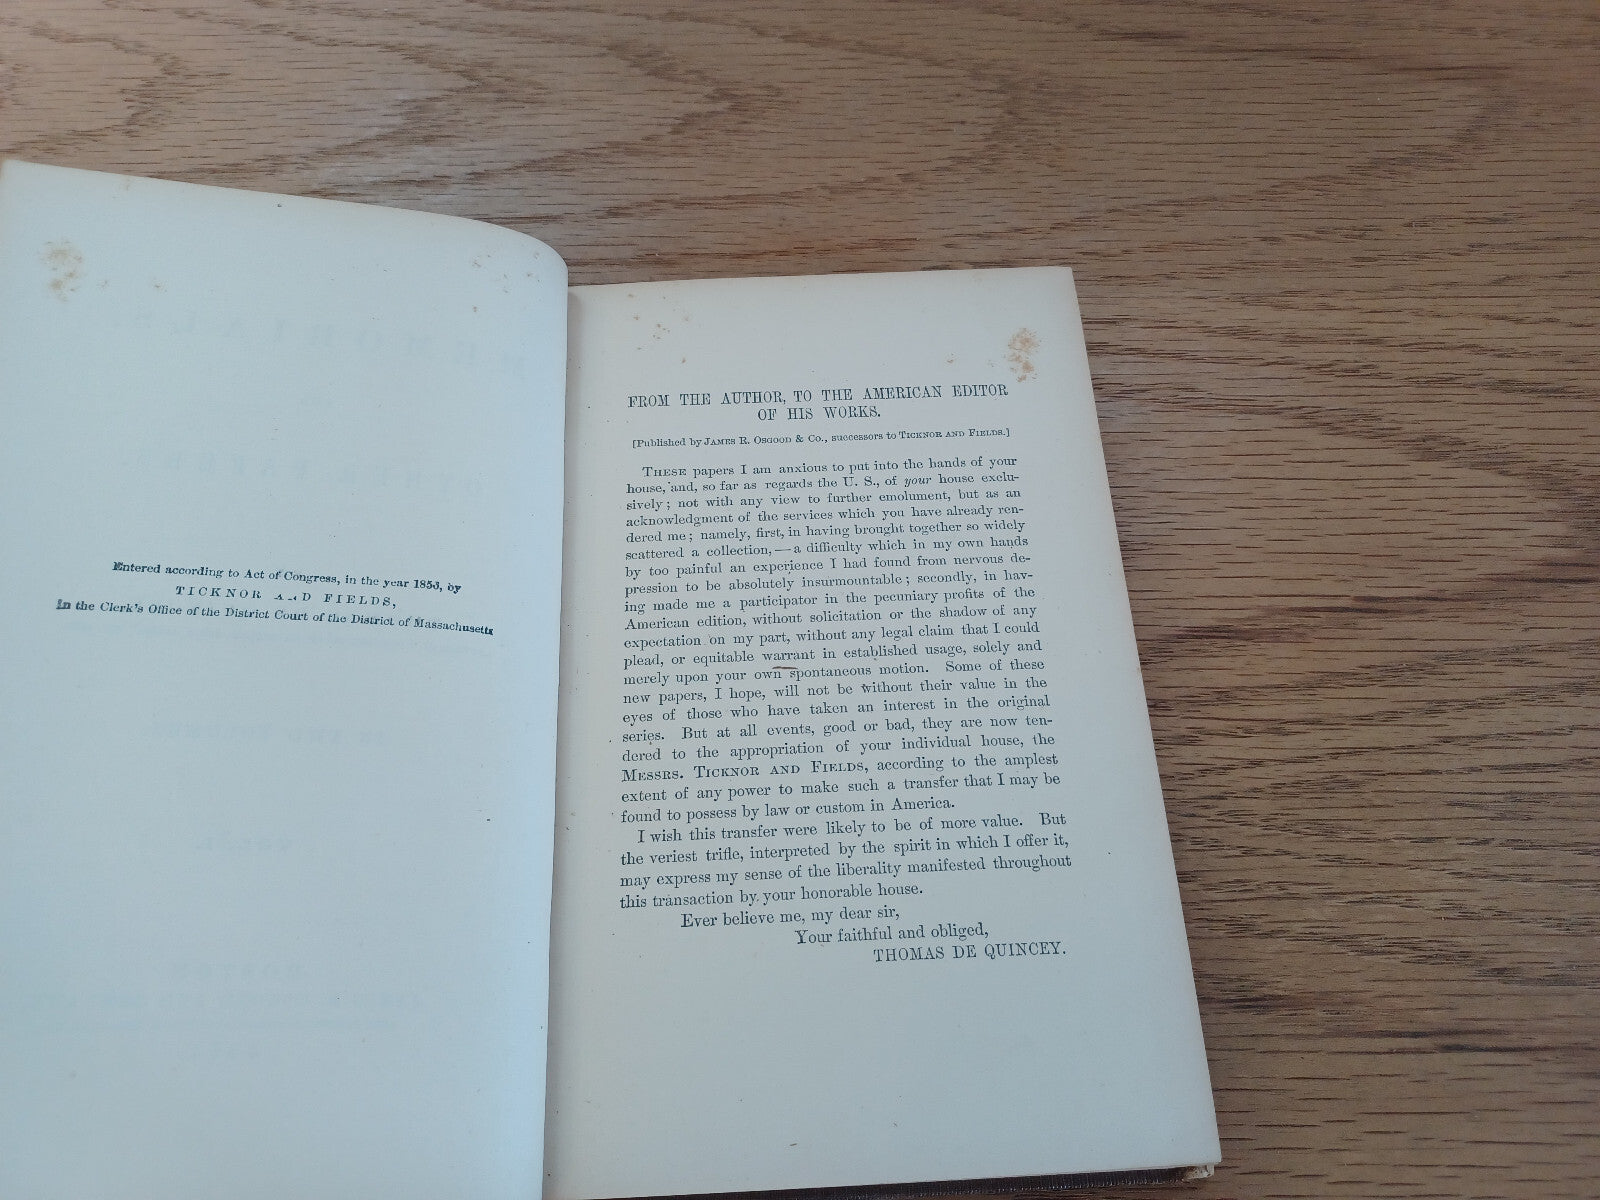 Entered according to Act of Congress, in the year 1853, by
TICKNOR AND FIELDS,
In the Clerk's Office of the District Court of the District of Massachusetts
FROM THE AUTHOR, TO THE AMERICAN EDITOR
OF HIS WORKS.
[Published by JAMES R. OSGOOD & Co., successors to TICKNOR AND FIELDS.]
THESE papers I am anxious to put into the hands of your
house, and, so far as regards the U. S., of your house exclu-
sively; not with any view to further emolument, but as an
acknowledgment of the services which you have already ren-
dered me; namely, first, in having brought together so widely
scattered a collection,—a difficulty which in my own hands
by too painful an experience I had found from nervous de-
pression to be absolutely insurmountable; secondly, in hav-
ing made me a participator in the pecuniary profits of the
American edition, without solicitation or the shadow of any
expectation on my part, without any legal claim that I could
plead, or equitable warrant in established usage, solely and
merely upon your own spontaneous motion. Some of these
new papers, I hope, will not be without their value in the
eyes of those who have taken an interest in the original
series. But at all events, good or bad, they are now ten-
dered to the appropriation of your individual house, the
MESSRS. TICKNOR AND FIELDS, according to the amplest
extent of any power to make such a transfer that I may be
found to possess by law or custom in America.
I wish this transfer were likely to be of more value. But
the veriest trifle, interpreted by the spirit in which I offer it,
may express my sense of the liberality manifested throughout
this transaction by your honorable house.
Ever believe me, my dear sir,
Your faithful and obliged,
THOMAS DE QUINCEY.